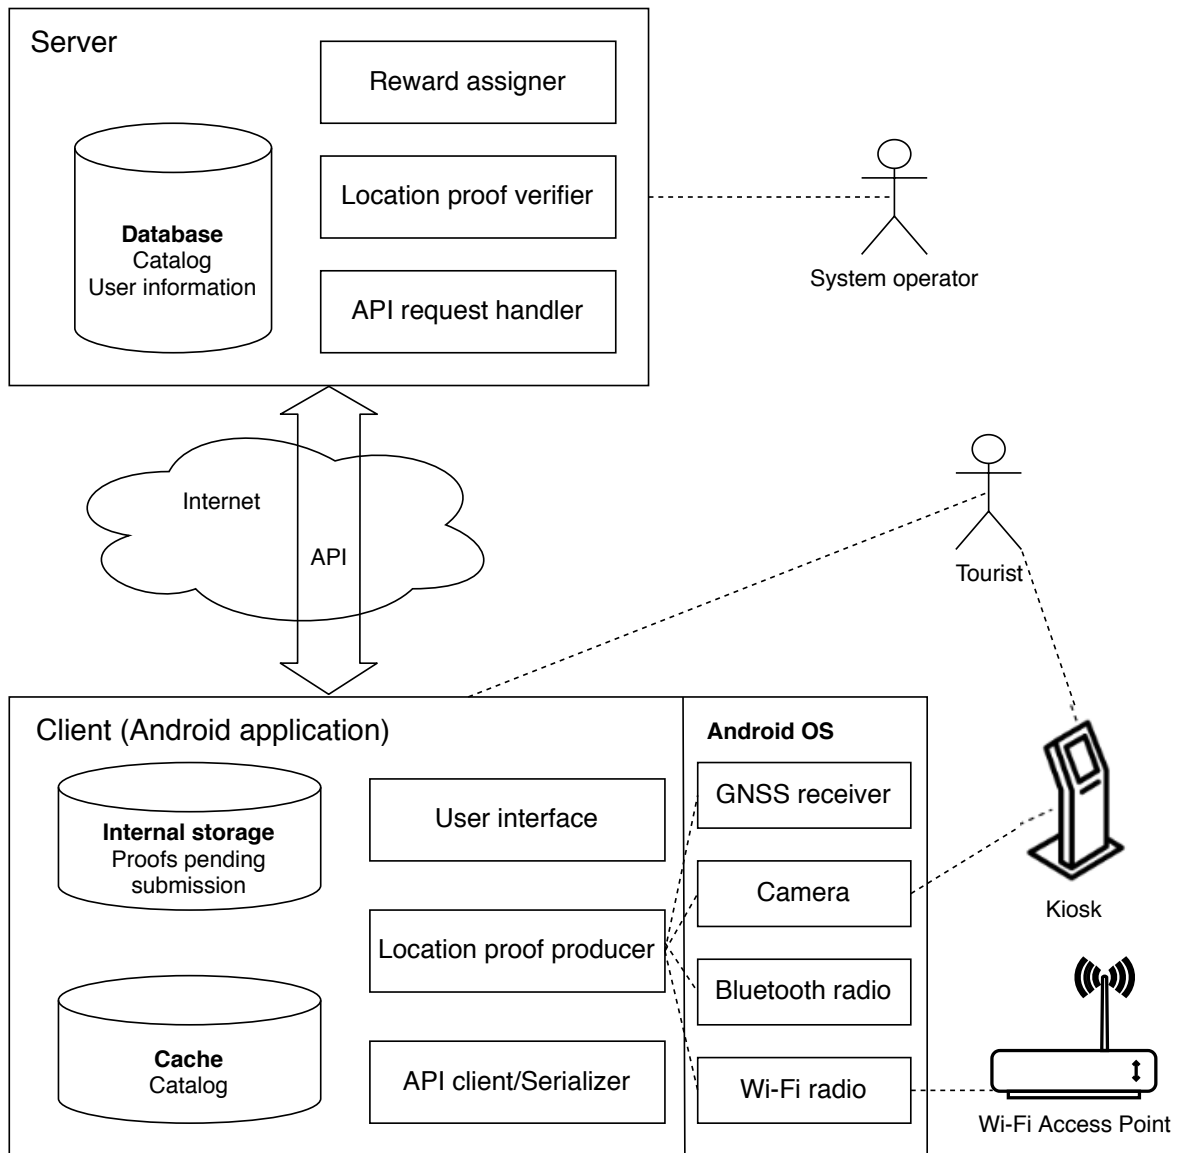 Server
Reward assigner
Location proof verifier
API request handler
Database
Catalog
User information
System operator
Internet
API
Tourist
Client (Android application)
Android OS
Internal storage
Proofs pending
submission
User interface
GNSS receiver
Camera
Kiosk
Location proof producer
Bluetooth radio
Cache
Catalog
API client/Serializer
Wi-Fi radio
Wi-Fi Access Point